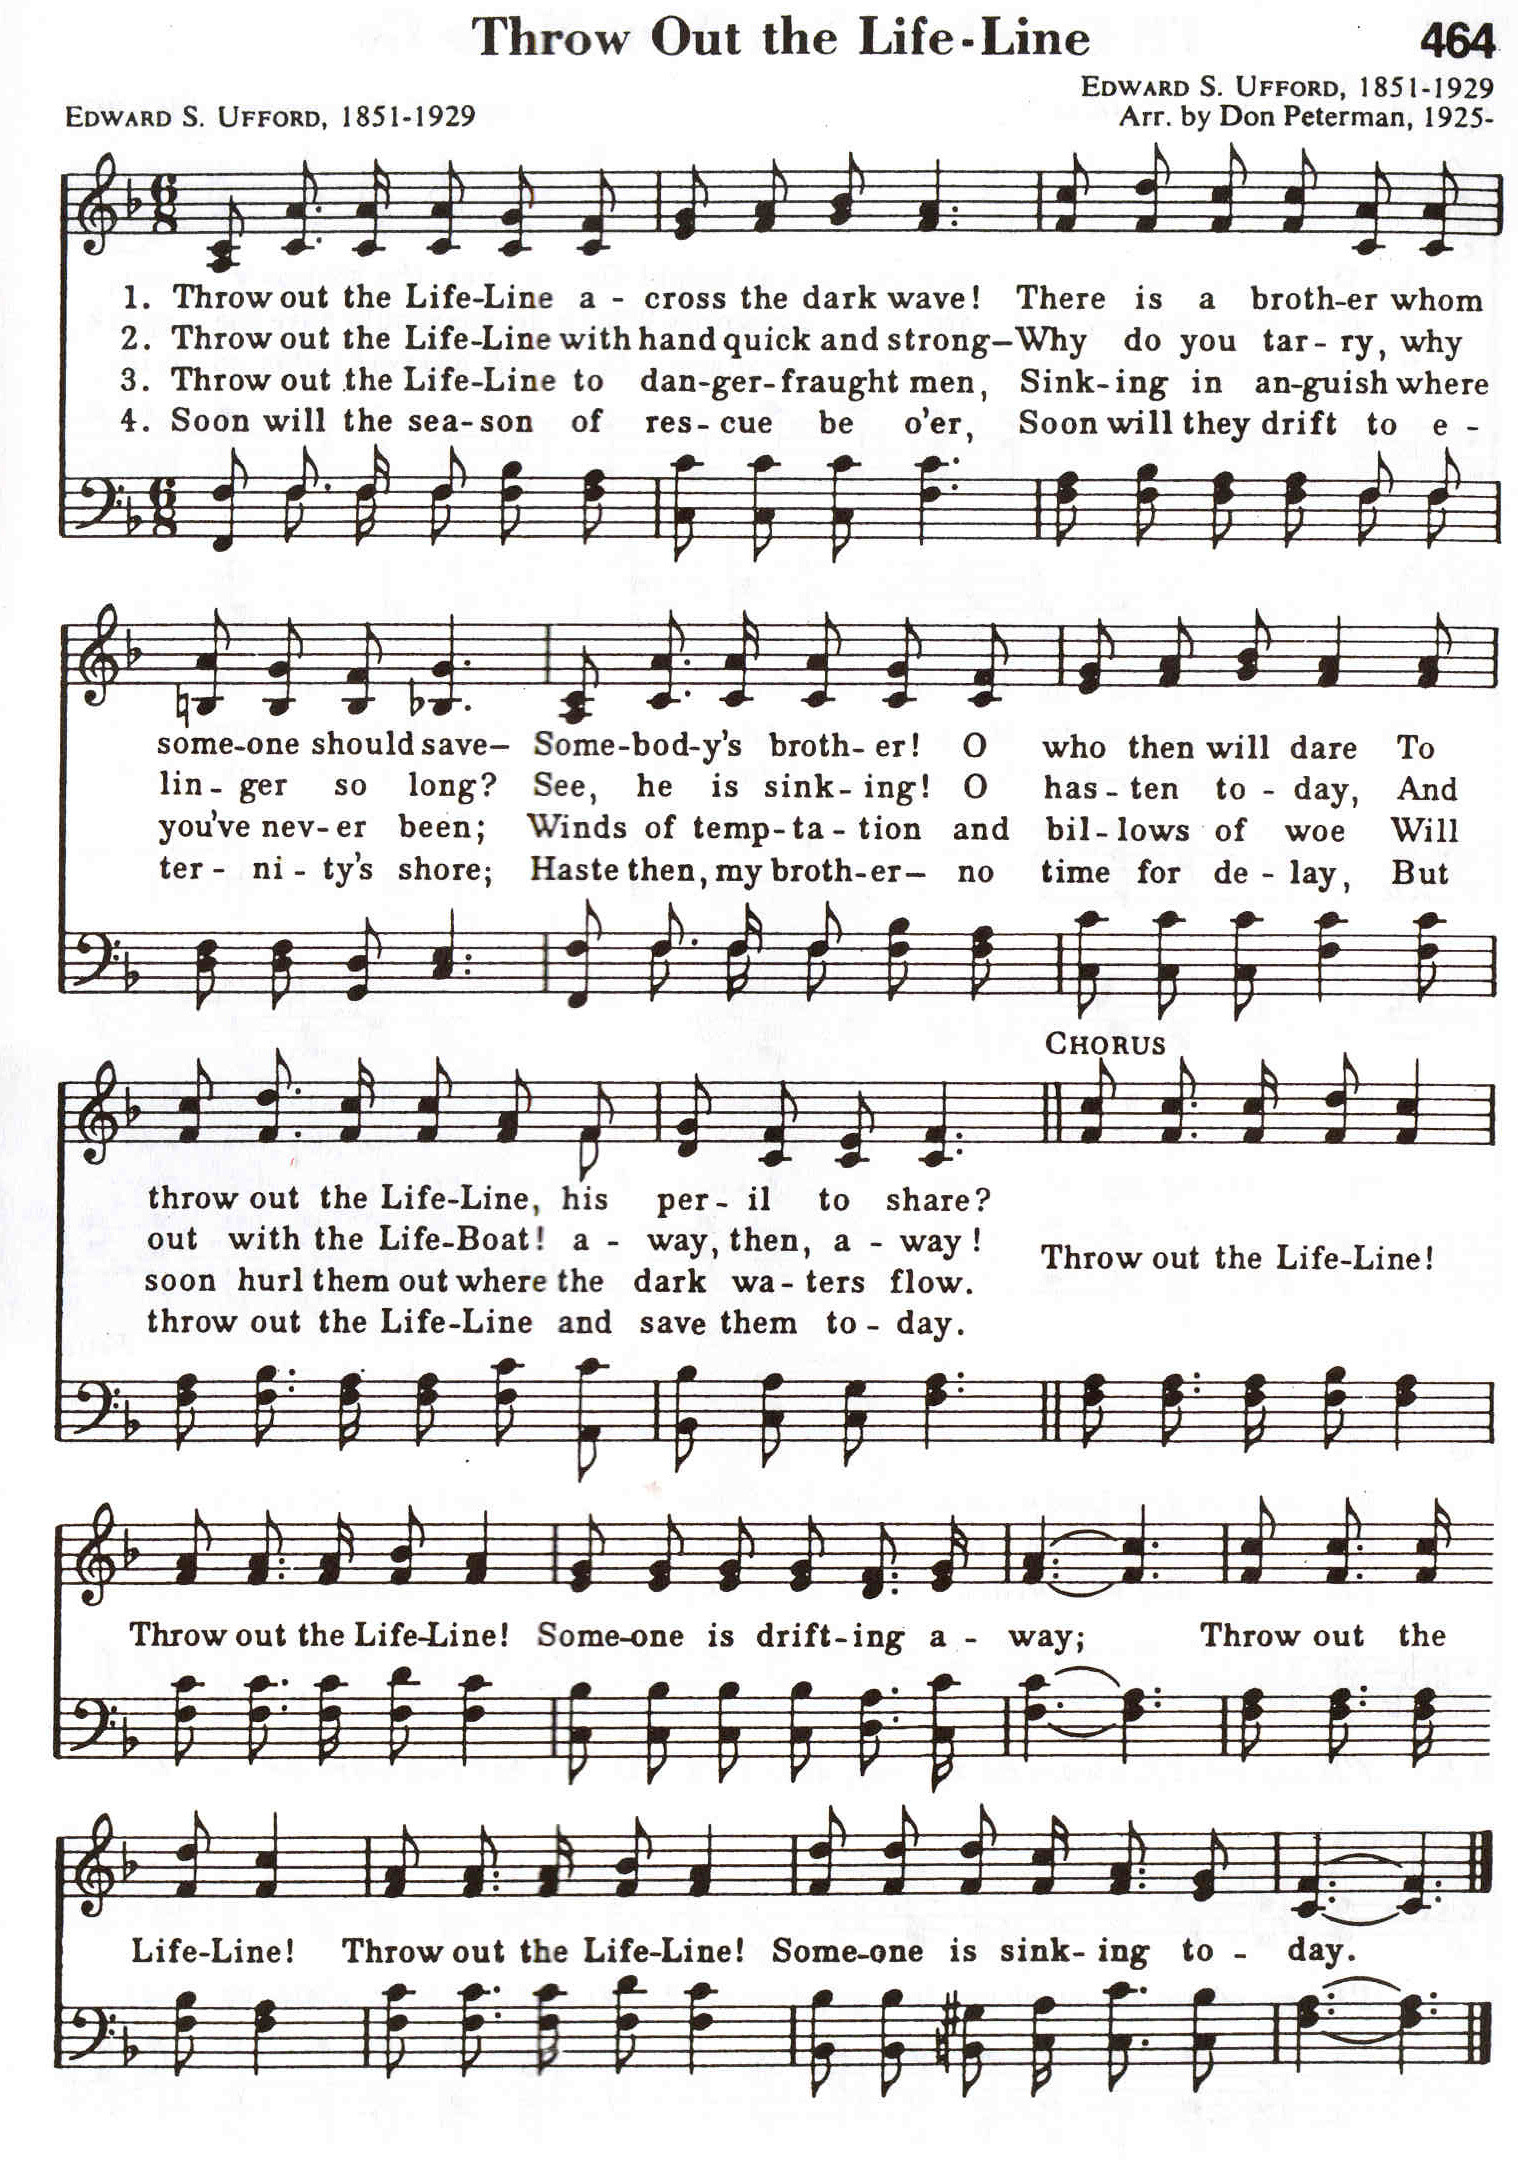 Throw Out the Life-Line 464
EDWARD S. UFFORD, 1851-1929
EDWARD S. UFFORD, 1851-1929
Arr. by Don Peterman, 1925-
1. Throw out the Life-Line a - cross the dark wave! There is a broth-er whom
2. Throw out the Life-Line with hand quick and strong—Why do you tar - ry, why
3. Throw out the Life-Line to dan-ger-fraught men, Sink-ing in an-guish where
4. Soon will the sea-son of res-cue be o'er, Soon will they drift to e -
some-one should save— Some-bod-y's broth-er! O who then will dare To
lin - ger so long? See, he is sink-ing! O has-ten to - day, And
you've nev-er been; Winds of temp-ta-tion and bil-lows of woe Will
ter - ni - ty's shore; Haste then, my broth-er— no time for de - lay, But
CHORUS
throw out the Life-Line, his per - il to share?
out with the Life-Boat! a - way, then, a - way!
soon hurl them out where the dark wa - ters flow.
throw out the Life-Line and save them to - day.
Throw out the Life-Line!
Throw out the Life-Line! Some-one is drift-ing a - way; Throw out the
Life-Line! Throw out the Life-Line! Some-one is sink-ing to - day.